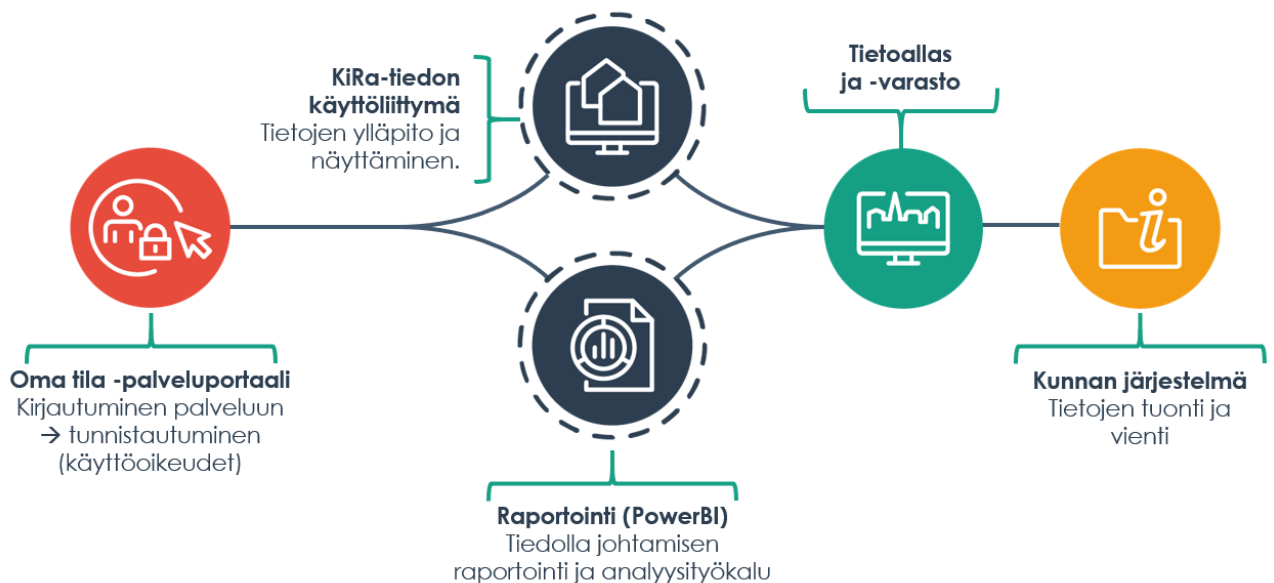 KiRa-tiedon
käyttöliittymä
Tietojen ylläpito ja
näyttäminen.
Tietoallas
ja -varasto
Oma tila -palveluportaali
Kirjautuminen palveluun
→ tunnistautuminen
(käyttöoikeudet)
Kunnan järjestelmä
Tietojen tuonti ja
vienti
Raportointi (PowerBI)
Tiedolla johtamisen
raportointi ja analyysityökalu